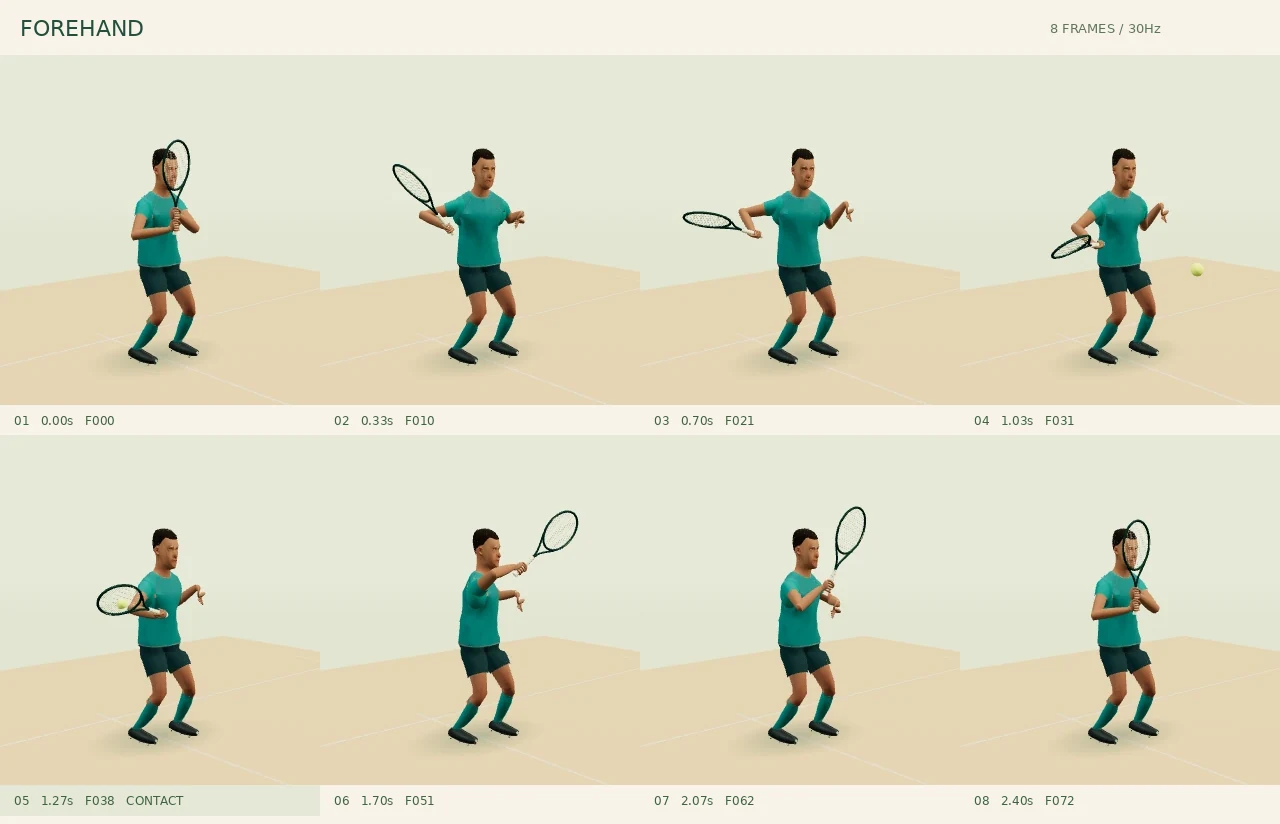 FOREHAND
8 FRAMES / 30Hz
01 0.00s F000
02 0.33s F010
03 0.70s F021
04 1.03s F031
05 1.27s F038 CONTACT
06 1.70s F051
07 2.07s F062
08 2.40s F072